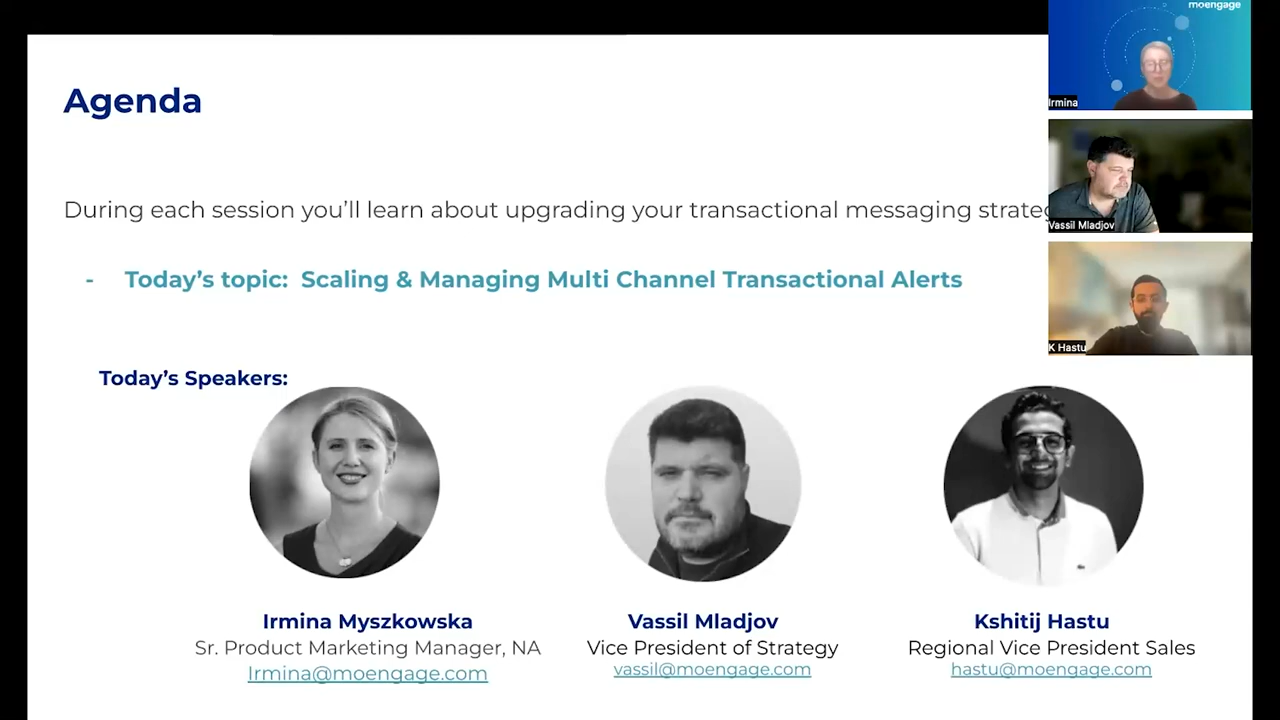 moengage
Agenda
Irmina
During each session you'll learn about upgrading your transactional messaging
Vassil Mladjov
- Today's topic: Scaling & Managing Multi Channel Transactional Alerts
K Hastu
Today's Speakers:
Irmina Myszkowska
Sr. Product Marketing Manager, NA
Irmina@moengage.com
Vassil Mladjov
Vice President of Strategy
vassil@moengage.com
Kshitij Hastu
Regional Vice President Sales
hastu@moengage.com